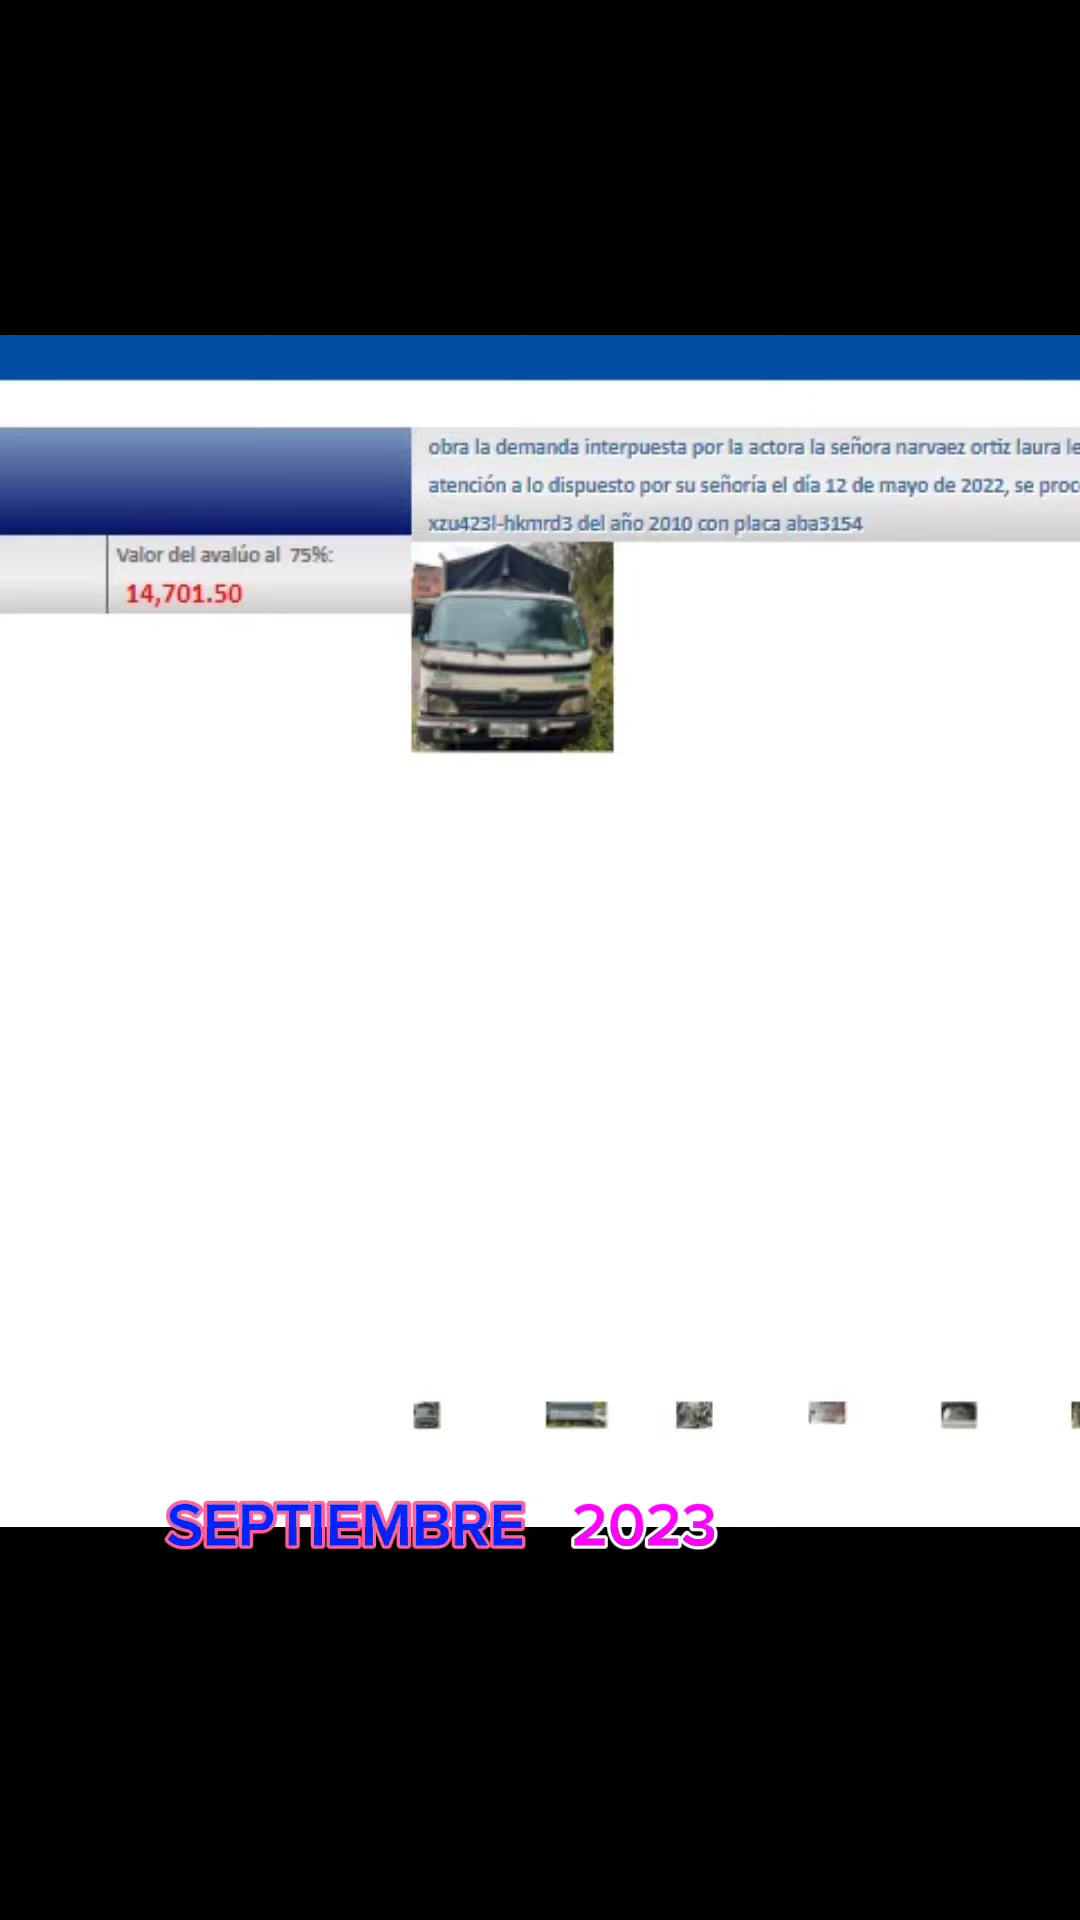 obra la demanda interpuesta por la actora la señora narvaez ortiz laura le
atención a lo dispuesto por su señoría el día 12 de mayo de 2022, se proc
xzu423l-hkmrd3 del año 2010 con placa aba3154
Valor del avalúo al 75%:
14,701.50
SEPTIEMBRE 2023